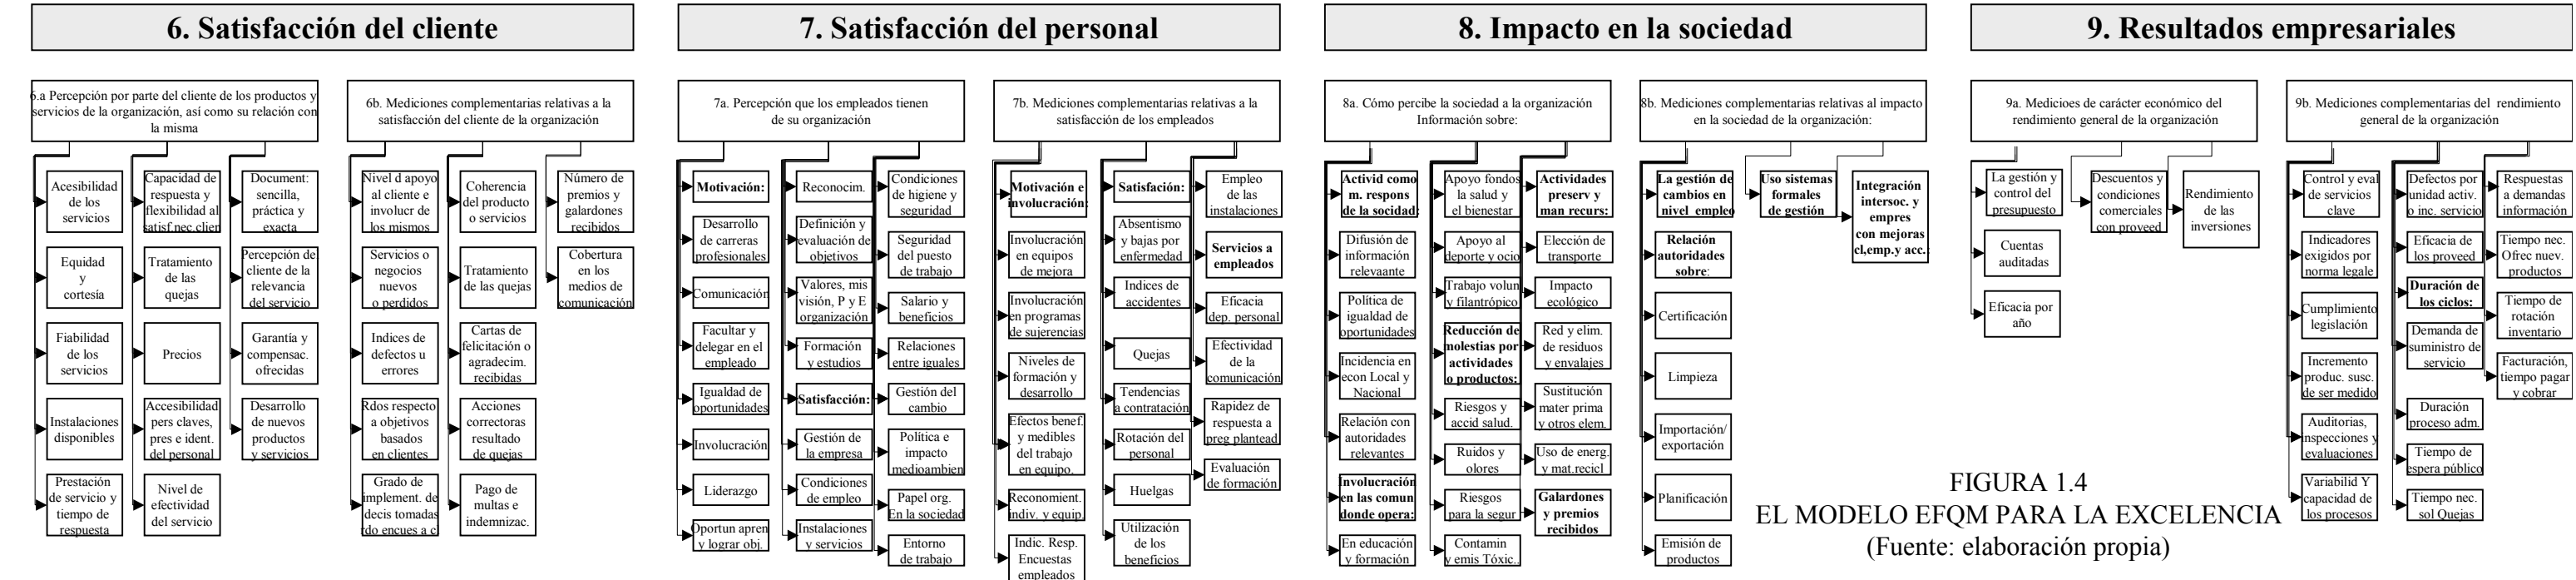 6. Satisfacción del cliente
7. Satisfacción del personal
8. Impacto en la sociedad
9. Resultados empresariales
6.a Percepción por parte del cliente de los productos y
servicios de la organización, así como su relación con
la misma
6b. Mediciones complementarias relativas a la
satisfacción del cliente de la organización
7a. Percepción que los empleados tienen
de su organización
7b. Mediciones complementarias relativas a la
satisfacción de los empleados
8a. Cómo percibe la sociedad a la organización
Información sobre:
8b. Mediciones complementarias relativas al impacto
en la sociedad de la organización:
9a. Medicioes de carácter económico del
rendimiento general de la organización
9b. Mediciones complementarias del rendimiento
general de la organización
Acesibilidad
de los
servicios
Equidad
y
cortesía
Fiabilidad
de los
servicios
Instalaciones
disponibles
Prestación
de servicio y
tiempo de
respuesta
Capacidad de
respuesta y
flexibilidad al
satisf.nec.clien
Tratamiento
de las
quejas
Precios
Accesibilidad
pers claves,
pres e ident.
del personal
Nivel de
efectividad
del servicio
Document:
sencilla,
práctica y
exacta
Percepción del
cliente de la
relevancia
del servicio
Garantía y
compensac.
ofrecidas
Desarrollo
de nuevos
productos
y servicios
Nivel d apoyo
al cliente e
involucr de
los mismos
Servicios o
negocios
nuevos
o perdidos
Indices de
defectos u
errores
Rdos respecto
a objetivos
basados
en clientes
Grado de
implement. de
decis tomadas
rdo encues a cl
Coherencia
del producto
o servicios
Tratamiento
de las quejas
Cartas de
felicitación o
agradecim.
recibidas
Acciones
correctoras
resultado
de quejas
Pago de
multas e
indemnizac.
Número de
premios y
galardones
recibidos
Cobertura
en los
medios de
comunicación
Motivación:
Desarrollo
de carreras
profesionales
Comunicación
Facultar y
delegar en el
empleado
Igualdad de
oportunidades
Involucración
Liderazgo
Oportun apren
y lograr obj.
Reconocim.
Definición y
evaluación de
objetivos
Valores, mis
visión, P y E
organización
Formación
y estudios
Satisfacción:
Gestión de
la empresa
Condiciones
de empleo
Instalaciones
y servicios
Condiciones
de higiene y
seguridad
Seguridad
del puesto
de trabajo
Salario y
beneficios
Relaciones
entre iguales
Gestión del
cambio
Política e
impacto
medioambien
Papel org.
En la sociedad
Entorno
de trabajo
Motivación e
involucración:
Involucración
en equipos
de mejora
Involucración
en programas
de sujerencias
Niveles de
formación y
desarrollo
Efectos benef.
y medibles
del trabajo
en equipo.
Reconomient.
indiv. y equip.
Indic. Resp.
Encuestas
empleados
Satisfación:
Absentismo
y bajas por
enfermedad
Indices de
accidentes
Quejas
Tendencias
a contratación
Rotación del
personal
Huelgas
Utilización
de los
beneficios
Empleo
de las
instalaciones
Servicios a
empleados
Eficacia
dep. personal
Efectividad
de la
comunicación
Rapidez de
respuesta a
preg plantead
Evaluación
de formación
Activid como
m. respons
de la socidad:
Difusión de
información
relevaante
Política de
igualdad de
oportunidades
Incidencia en
econ Local y
Nacional
Relación con
autoridades
relevantes
Involucración
en las comun
donde opera:
En educación
y formación
Apoyo fondos
la salud y
el bienestar
Apoyo al
deporte y ocio
Trabajo volun
y filantrópico
Reducción de
molestias por
actividades
o productos:
Riesgos y
accid salud.
Ruidos y
olores
Riesgos
para la segur
Contamin
y emis Tóxic.
Actividades
preserv y
man recurs:
Elección de
transporte
Impacto
ecológico
Red y elim.
de residuos
y envalajes
Sustitución
mater prima
y otros elem.
Uso de energ.
y mat.recicl
Galardones
y premios
recibidos
La gestión de
cambios en
nivel empleo
Relación
autoridades
sobre:
Certificación
Limpieza
Importación/
exportación
Planificación
Emisión de
productos
Uso sistemas
formales
de gestión
Integración
intersoc. y
empres
con mejoras
cl,emp.y acc.:
La gestión y
control del
presupuesto
Cuentas
auditadas
Eficacia por
año
Descuentos y
condiciones
comerciales
con proveed
Rendimiento
de las
inversiones
Control y eval
de servicios
clave
Indicadores
exigidos por
norma legale
Cumplimiento
legislación
Incremento
produc. susc.
de ser medido
Auditorias,
inspecciones y
evaluaciones
Variabilid Y
capacidad de
los procesos
Defectos por
unidad activ.
o inc. servicio
Eficacia de
los proveed
Duración de
los ciclos:
Demanda de
suministro de
servicio
Duración
proceso adm.
Tiempo de
espera público
Tiempo nec.
sol Quejas
Respuestas
a demandas
información
Tiempo nec.
Ofrec nuev.
productos
Tiempo de
rotación
inventario
Facturación,
tiempo pagar
y cobrar
FIGURA 1.4
EL MODELO EFQM PARA LA EXCELENCIA
(Fuente: elaboración propia)